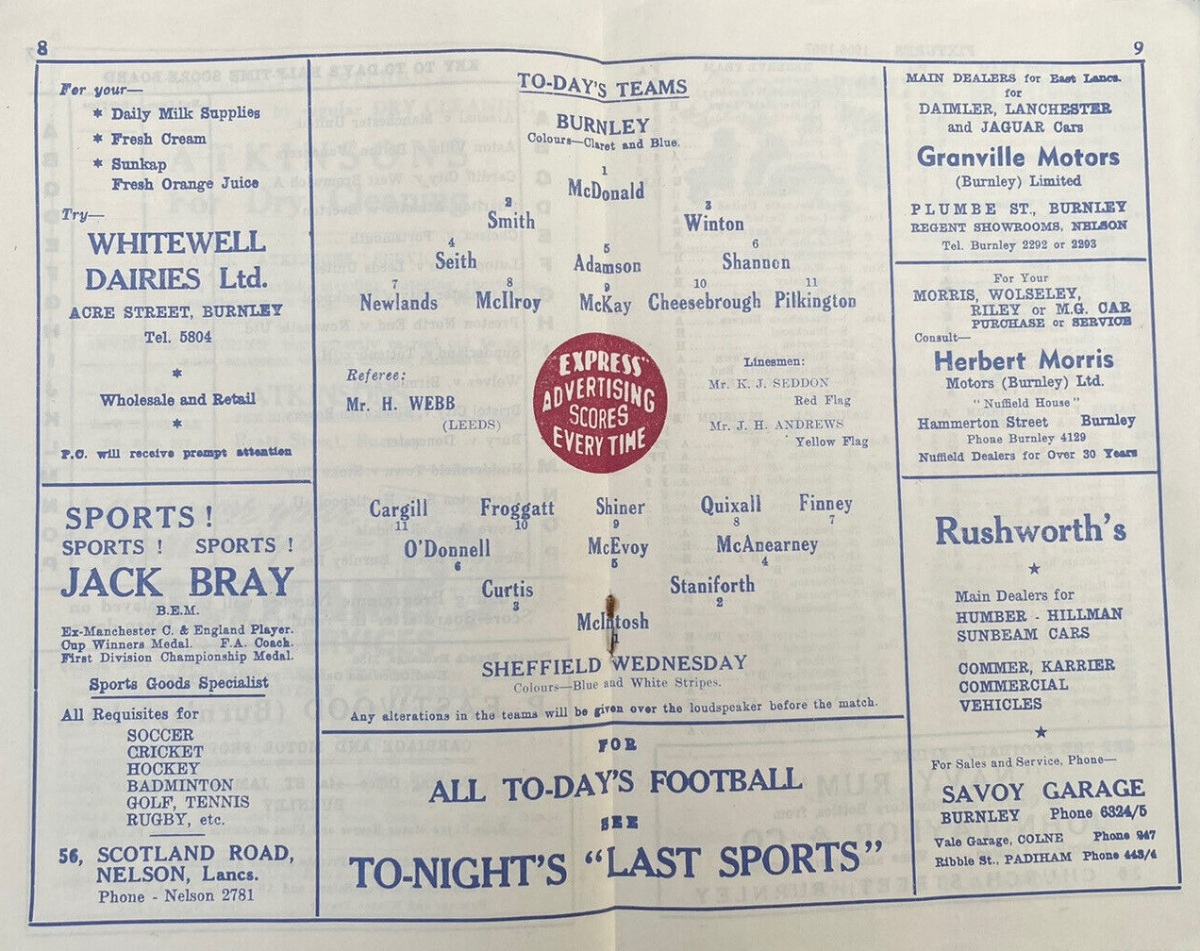 8
9
For your—
* Daily Milk Supplies
* Fresh Cream
* Sunkap
Fresh Orange Juice
Try—
WHITEWELL
DAIRIES Ltd.
ACRE STREET, BURNLEY
Tel. 5804
*
Wholesale and Retail
*
P.C. will receive prompt attention
SPORTS !
SPORTS ! SPORTS !
JACK BRAY
B.E.M.
Ex-Manchester C. & England Player.
Cup Winners Medal. F.A. Coach.
First Division Championship Medal.
Sports Goods Specialist
All Requisites for
SOCCER
CRICKET
HOCKEY
BADMINTON
GOLF, TENNIS
RUGBY, etc.
56, SCOTLAND ROAD,
NELSON, Lancs.
Phone - Nelson 2781
TO-DAY'S TEAMS
BURNLEY
Colours—Claret and Blue.
1
McDonald
2 3
Smith Winton
4 5 6
Seith Adamson Shannon
7 8 9 10 11
Newlands McIlroy McKay Cheesebrough Pilkington
Referee:
Mr. H. WEBB
(LEEDS)
"EXPRESS"
ADVERTISING
SCORES
EVERY TIME
Linesmen:
Mr. K. J. SEDDON
Red Flag
Mr. J. H. ANDREWS
Yellow Flag
Cargill Froggatt Shiner Quixall Finney
11 10 9 8 7
O'Donnell McEvoy McAnearney
6 5 4
Curtis Staniforth
3 2
McIntosh
1
SHEFFIELD WEDNESDAY
Colours—Blue and White Stripes.
Any alterations in the teams will be given over the loudspeaker before the match.
FOR
ALL TO-DAY'S FOOTBALL
SEE
TO-NIGHT'S "LAST SPORTS"
MAIN DEALERS for East Lancs.
for
DAIMLER, LANCHESTER
and JAGUAR Cars
Granville Motors
(Burnley) Limited
PLUMBE ST., BURNLEY
REGENT SHOWROOMS, NELSON
Tel. Burnley 2292 or 2293
For Your
MORRIS, WOLSELEY,
RILEY or M.G. CAR
PURCHASE or SERVICE
Consult—
Herbert Morris
Motors (Burnley) Ltd.
"Nuffield House"
Hammerton Street Burnley
Phone Burnley 4129
Nuffield Dealers for Over 30 Years
Rushworth's
★
Main Dealers for
HUMBER - HILLMAN
SUNBEAM CARS
COMMER, KARRIER
COMMERCIAL
VEHICLES
★
For Sales and Service, Phone—
SAVOY GARAGE
BURNLEY Phone 6324/5
Vale Garage, COLNE Phone 947
Ribble St., PADIHAM Phone 443/4